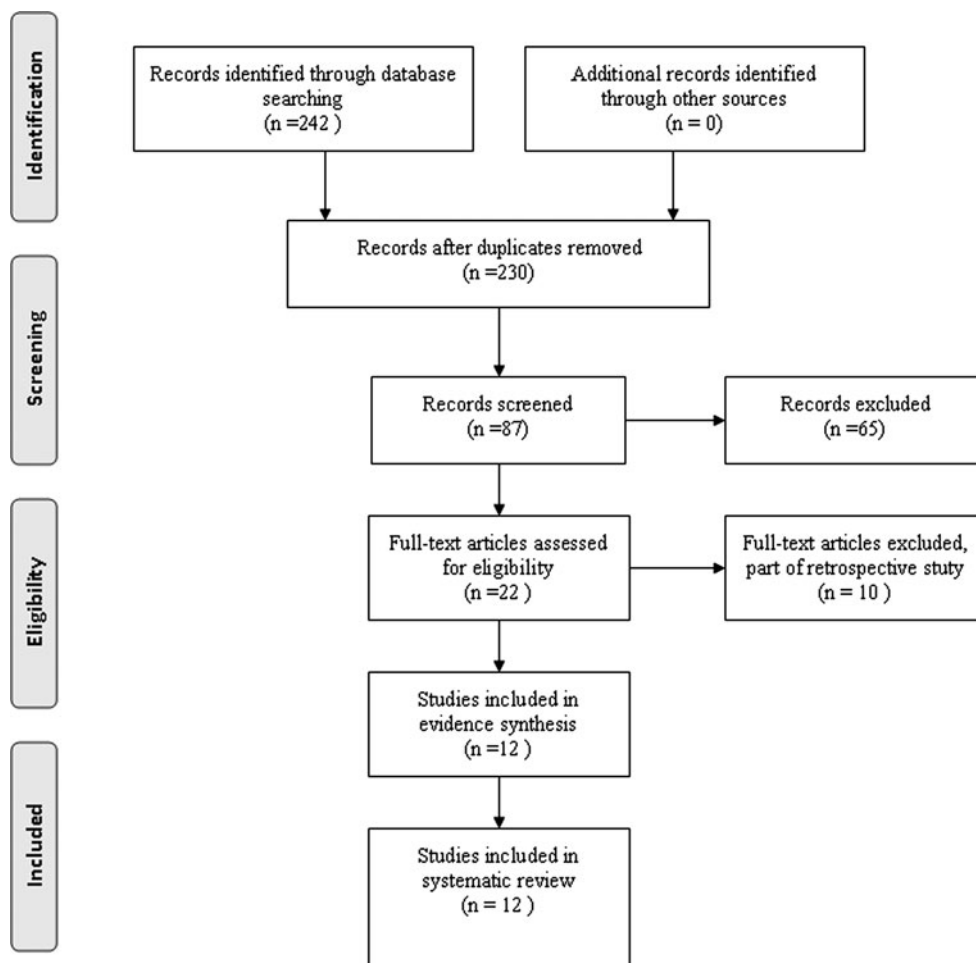 Identification
Records identified through database
searching
(n =242 )
Additional records identified
through other sources
(n = 0)
Records after duplicates removed
(n =230)
Screening
Records screened
(n =87)
Records excluded
(n =65)
Eligibility
Full-text articles assessed
for eligibility
(n =22 )
Full-text articles excluded,
part of retrospective stuty
(n = 10 )
Studies included in
evidence synthesis
(n =12 )
Included
Studies included in
systematic review
(n = 12 )